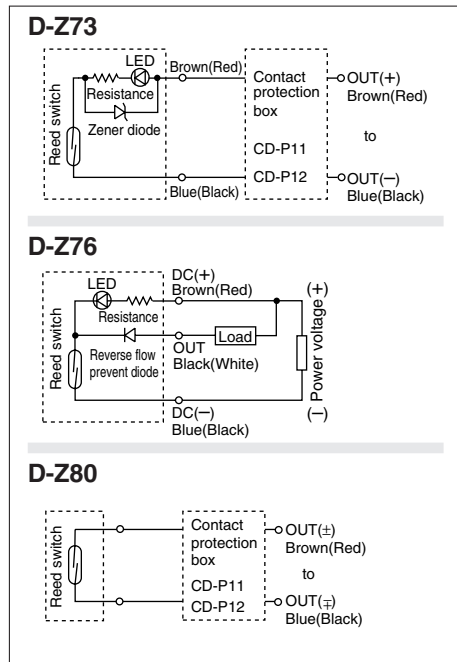 D-Z73
LED
Brown(Red)
Resistance
Zener diode
Reed switch
Blue(Black)
Contact
protection
box
CD-P11
CD-P12
OUT(+)
Brown(Red)
to
OUT(−)
Blue(Black)
D-Z76
LED
DC(+)
Brown(Red)
Resistance
Reed switch
Reverse flow
prevent diode
OUT
Black(White)
Load
DC(−)
Blue(Black)
(+)
Power voltage
(−)
D-Z80
Reed switch
Contact
protection
box
CD-P11
CD-P12
OUT(±)
Brown(Red)
to
OUT(∓)
Blue(Black)